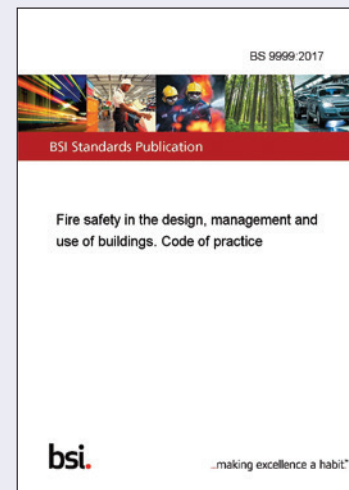 BS 9999:2017
BSI Standards Publication
Fire safety in the design, management and
use of buildings. Code of practice
bsi.
...making excellence a habit.™